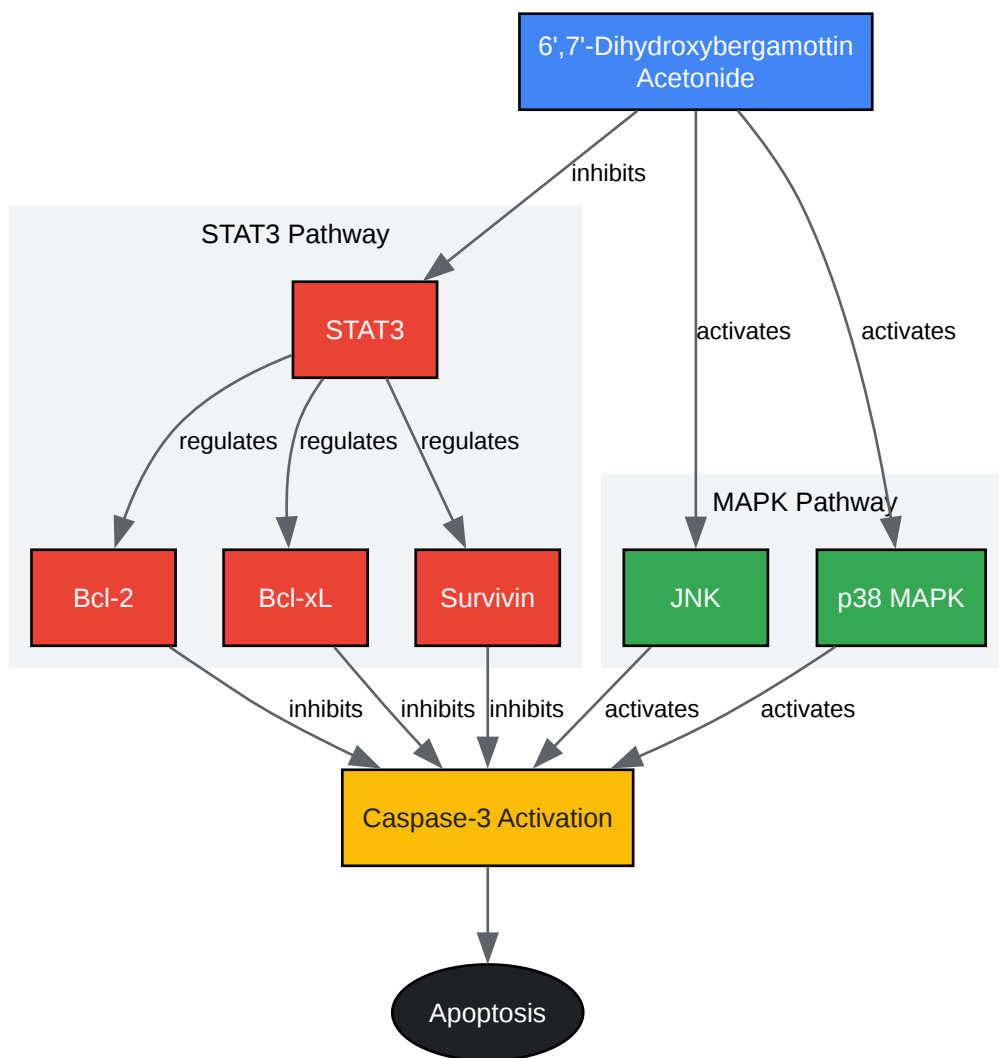 6',7'-Dihydroxybergamottin
Acetonide
inhibits
STAT3 Pathway
STAT3
activates
activates
regulates
regulates
regulates
MAPK Pathway
Bcl-2
Bcl-xL
Survivin
JNK
p38 MAPK
inhibits
inhibits
inhibits
activates
activates
Caspase-3 Activation
Apoptosis